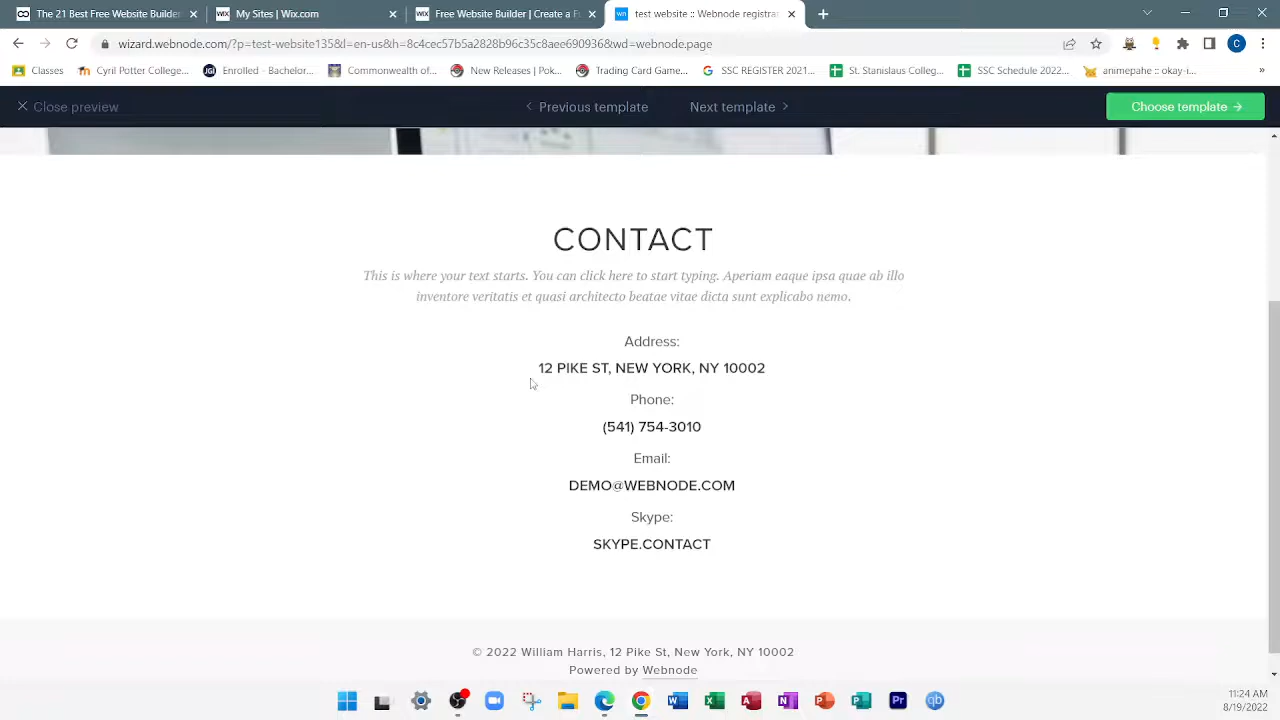 The 12 Best Website Builders: C
My Sites | Wix.com
Free Website Builder | Create a F
test website :: Webnode wizard
wizard.webnode.com/?p=test-website135&d=en-us&h=8c4cec57b5a2928b96c35c8aee6909368&d=webnode.page
Classes
Cyril Potter College...
Enrolled - Bachelor...
Commonwealth of...
New Releases | Pok...
Trading Card Game...
SSC REGISTER 2021...
St. Stanislaus Colleg...
SSC Schedule 2022...
animepahe :: okay-i...
Close preview
Previous template
Next template
Choose template
CONTACT
This is where your text starts. You can click here to start typing. Aperiam eaque ipsa quae ab illo
inventore veritatis et quasi architecto beatae vitae dicta sunt explicabo nemo.
Address:
12 PIKE ST, NEW YORK, NY 10002
Phone:
(541) 754-3010
Email:
DEMO@WEBNODE.COM
Skype:
SKYPE.CONTACT
© 2022 William Harris, 12 Pike St, New York, NY 10002
Powered by Webnode
11:24 AM
8/19/2022